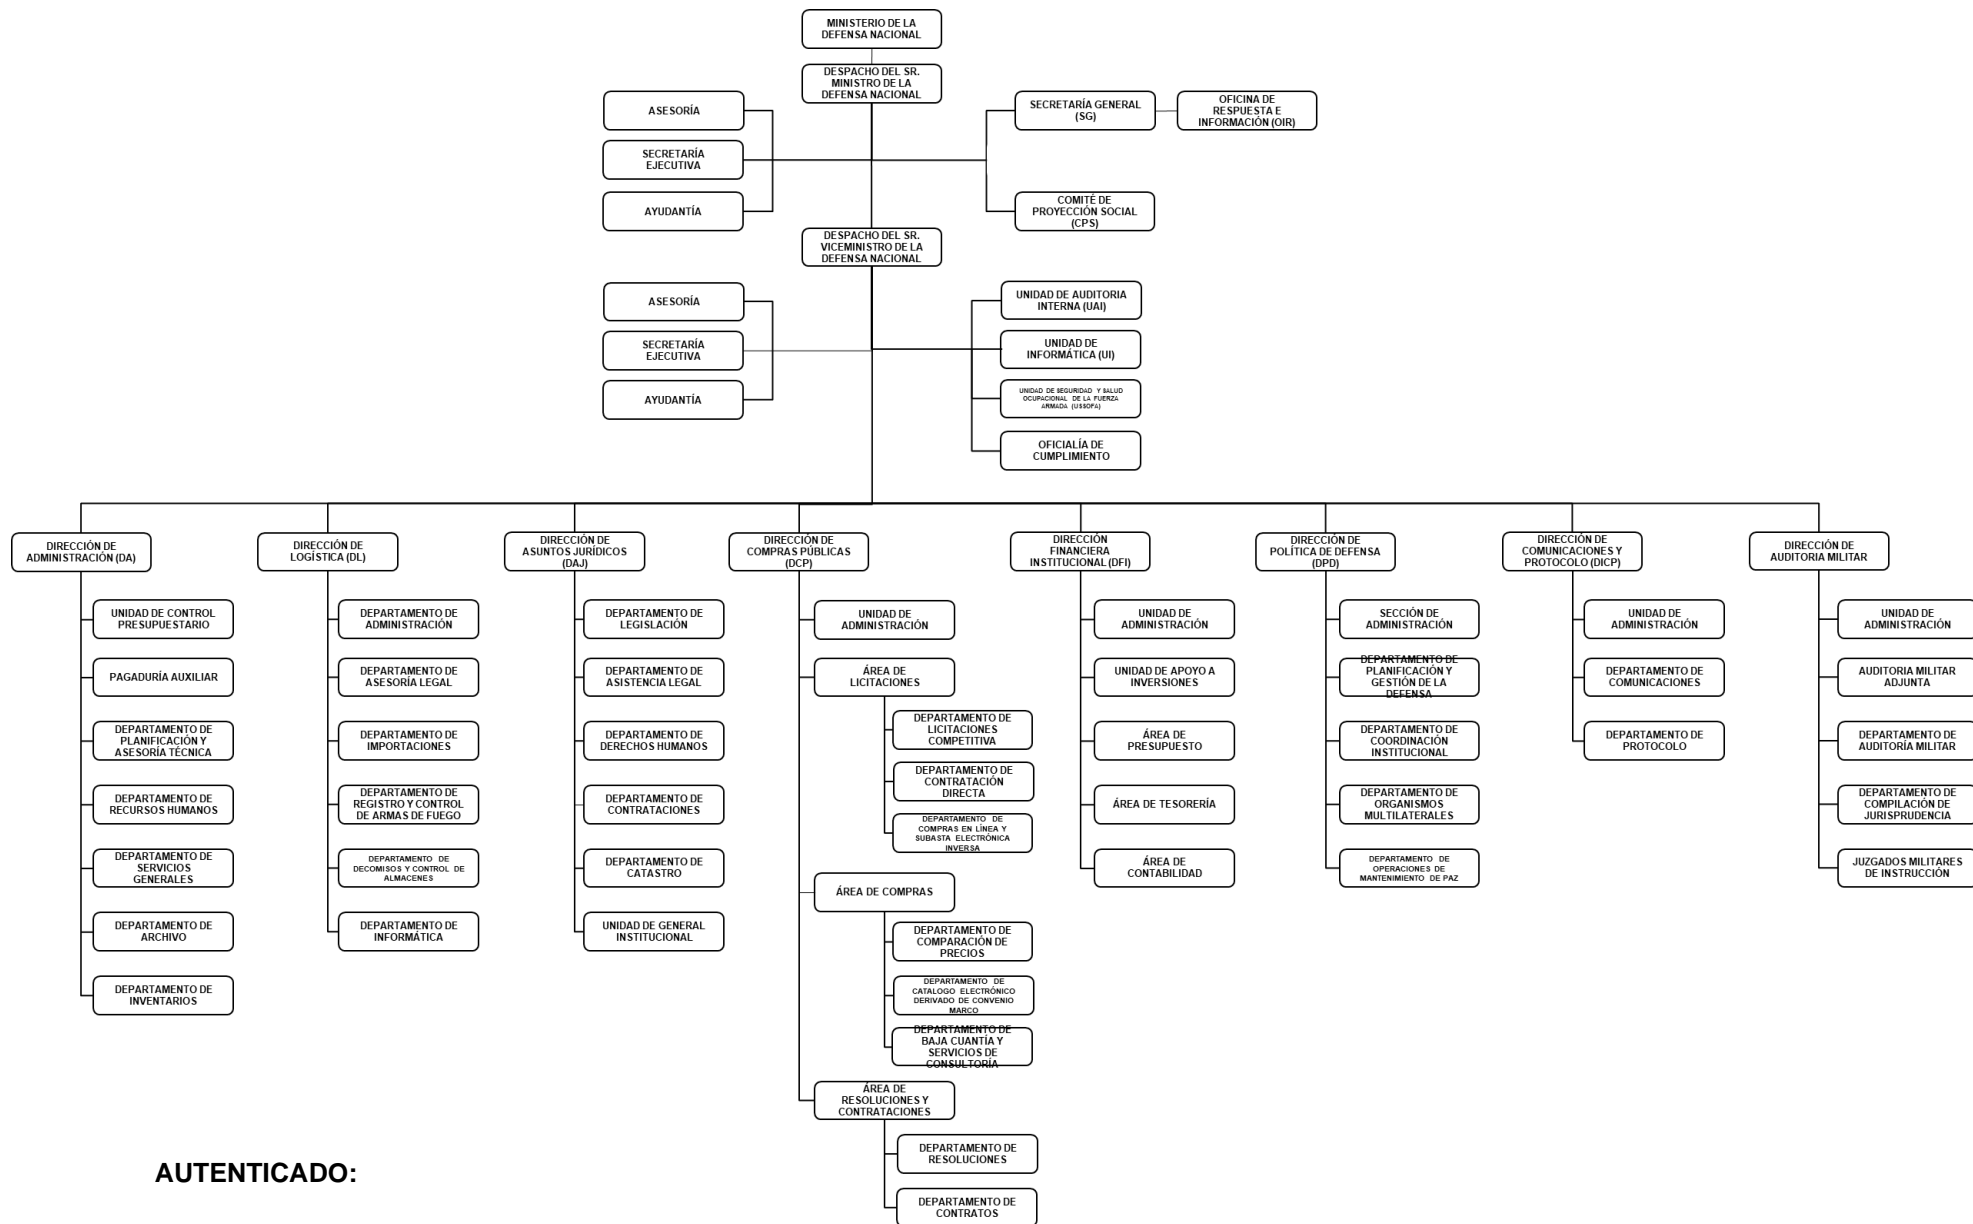 MINISTERIO DE LA
DEFENSA NACIONAL
DESPACHO DEL SR.
MINISTRO DE LA
DEFENSA NACIONAL
ASESORÍA
SECRETARÍA
EJECUTIVA
AYUDANTÍA
SECRETARÍA GENERAL
(SG)
OFICINA DE
RESPUESTA E
INFORMACIÓN (OIR)
COMITÉ DE
PROYECCIÓN SOCIAL
(CPS)
DESPACHO DEL SR.
VICEMINISTRO DE LA
DEFENSA NACIONAL
ASESORÍA
SECRETARÍA
EJECUTIVA
AYUDANTÍA
UNIDAD DE AUDITORIA
INTERNA (UAI)
UNIDAD DE
INFORMÁTICA (UI)
UNIDAD DE SEGURIDAD Y SALUD
OCUPACIONAL DE LA FUERZA
ARMADA (USSOFA)
OFICIALÍA DE
CUMPLIMIENTO
DIRECCIÓN DE
ADMINISTRACIÓN (DA)
UNIDAD DE CONTROL
PRESUPUESTARIO
PAGADURÍA AUXILIAR
DEPARTAMENTO DE
PLANIFICACIÓN Y
ASESORÍA TÉCNICA
DEPARTAMENTO DE
RECURSOS HUMANOS
DEPARTAMENTO DE
SERVICIOS
GENERALES
DEPARTAMENTO DE
ARCHIVO
DEPARTAMENTO DE
INVENTARIOS
DIRECCIÓN DE
LOGÍSTICA (DL)
DEPARTAMENTO DE
ADMINISTRACIÓN
DEPARTAMENTO DE
ASESORÍA LEGAL
DEPARTAMENTO DE
IMPORTACIONES
DEPARTAMENTO DE
REGISTRO Y CONTROL
DE ARMAS DE FUEGO
DEPARTAMENTO DE
DECOMISOS Y CONTROL DE
ALMACENES
DEPARTAMENTO DE
INFORMÁTICA
DIRECCIÓN DE
ASUNTOS JURÍDICOS
(DAJ)
DEPARTAMENTO DE
LEGISLACIÓN
DEPARTAMENTO DE
ASISTENCIA LEGAL
DEPARTAMENTO DE
DERECHOS HUMANOS
DEPARTAMENTO DE
CONTRATACIONES
DEPARTAMENTO DE
CATASTRO
UNIDAD DE GENERAL
INSTITUCIONAL
DIRECCIÓN DE
COMPRAS PÚBLICAS
(DCP)
UNIDAD DE
ADMINISTRACIÓN
ÁREA DE
LICITACIONES
DEPARTAMENTO DE
LICITACIONES
COMPETITIVA
DEPARTAMENTO DE
CONTRATACIÓN
DIRECTA
DEPARTAMENTO DE
COMPRAS EN LÍNEA Y
SUBASTA ELECTRÓNICA
INVERSA
ÁREA DE COMPRAS
DEPARTAMENTO DE
COMPARACIÓN DE
PRECIOS
DEPARTAMENTO DE
CATALOGO ELECTRÓNICO
DERIVADO DE CONVENIO
MARCO
DEPARTAMENTO DE
BAJA CUANTÍA Y
SERVICIOS DE
CONSULTORÍA
ÁREA DE
RESOLUCIONES Y
CONTRATACIONES
DEPARTAMENTO DE
RESOLUCIONES
DEPARTAMENTO DE
CONTRATOS
DIRECCIÓN
FINANCIERA
INSTITUCIONAL (DFI)
UNIDAD DE
ADMINISTRACIÓN
UNIDAD DE APOYO A
INVERSIONES
ÁREA DE
PRESUPUESTO
ÁREA DE TESORERÍA
ÁREA DE
CONTABILIDAD
DIRECCIÓN DE
POLÍTICA DE DEFENSA
(DPD)
SECCIÓN DE
ADMINISTRACIÓN
DEPARTAMENTO DE
PLANIFICACIÓN Y
GESTIÓN DE LA
DEFENSA
DEPARTAMENTO DE
COORDINACIÓN
INSTITUCIONAL
DEPARTAMENTO DE
ORGANISMOS
MULTILATERALES
DEPARTAMENTO DE
OPERACIONES DE
MANTENIMIENTO DE PAZ
DIRECCIÓN DE
COMUNICACIONES Y
PROTOCOLO (DICP)
UNIDAD DE
ADMINISTRACIÓN
DEPARTAMENTO DE
COMUNICACIONES
DEPARTAMENTO DE
PROTOCOLO
DIRECCIÓN DE
AUDITORIA MILITAR
UNIDAD DE
ADMINISTRACIÓN
AUDITORIA MILITAR
ADJUNTA
DEPARTAMENTO DE
AUDITORÍA MILITAR
DEPARTAMENTO DE
COMPILACIÓN DE
JURISPRUDENCIA
JUZGADOS MILITARES
DE INSTRUCCIÓN
AUTENTICADO: